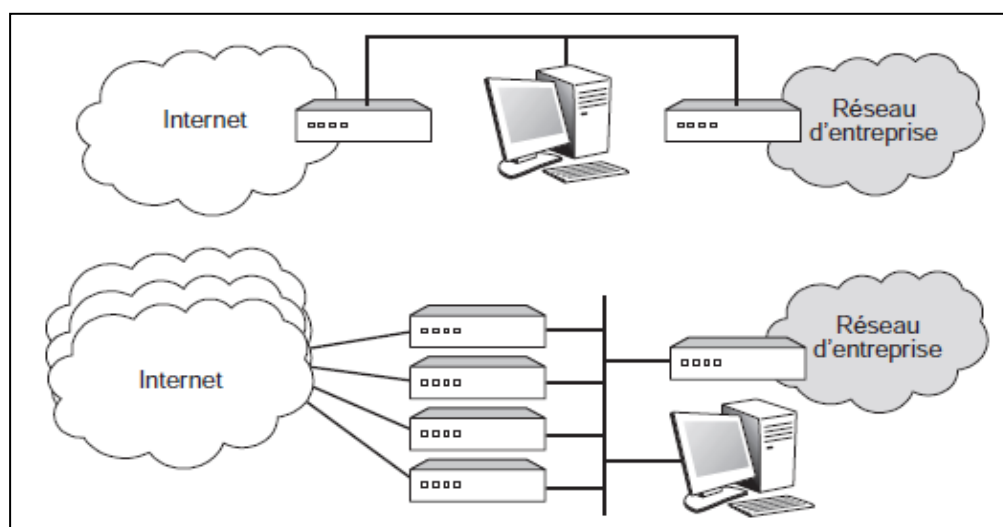 Internet
Réseau
d'entreprise
Internet
Réseau
d'entreprise